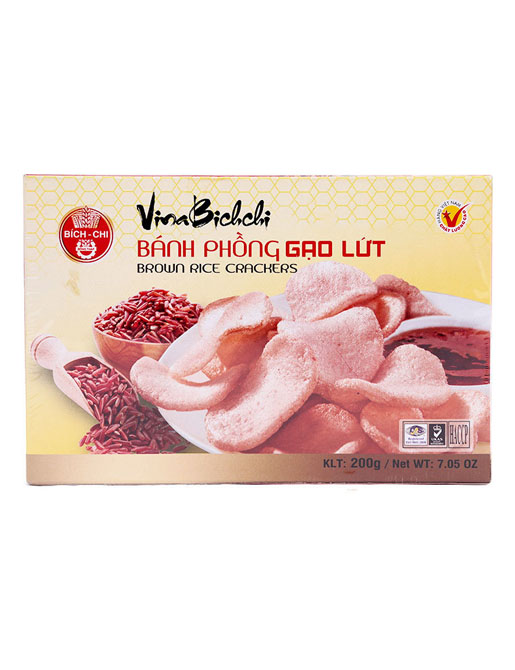 BÍCH - CHI
VinaBichchi
BÁNH PHỒNG GẠO LỨT
BROWN RICE CRACKERS
HÀNG VIỆT NAM
CHẤT LƯỢNG CAO
HACCP
KLT: 200g / Net WT: 7.05 OZ